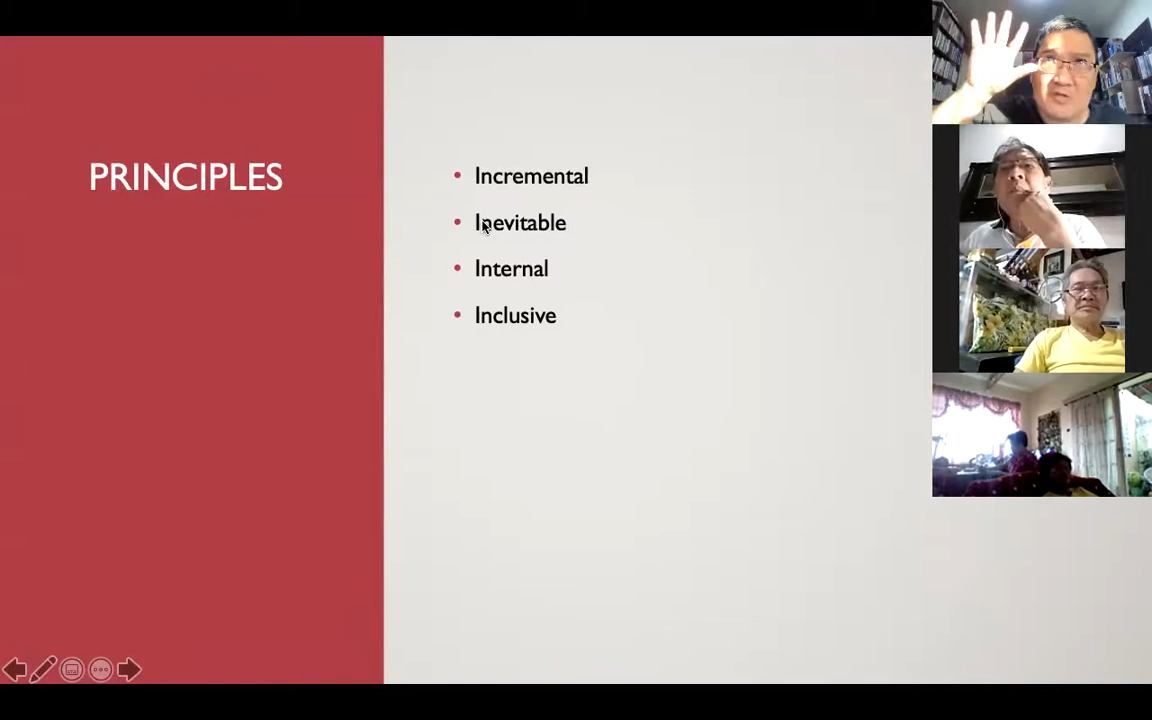 PRINCIPLES
• Incremental
• Inevitable
• Internal
• Inclusive